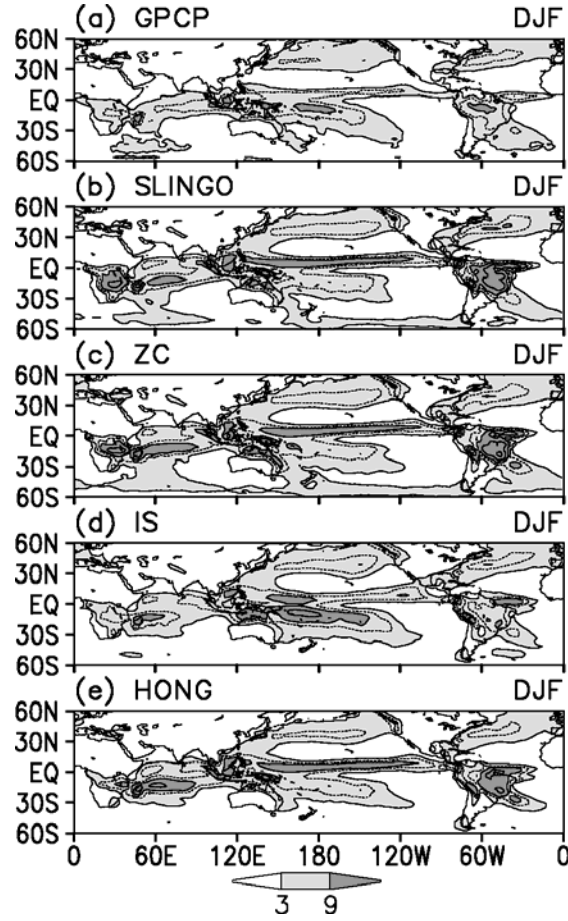 (a) GPCP DJF
60N
30N
EQ
30S
60S
(b) SLINGO DJF
60N
30N
EQ
30S
60S
(c) ZC DJF
60N
30N
EQ
30S
60S
(d) IS DJF
60N
30N
EQ
30S
60S
(e) HONG DJF
60N
30N
EQ
30S
60S
0 60E 120E 180 120W 60W 0
3 9